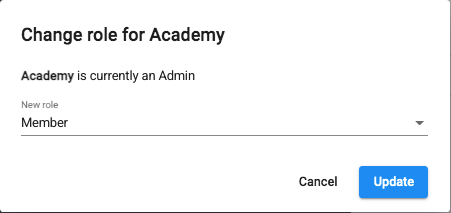 Change role for Academy
Academy is currently an Admin
New role
Member
Cancel
Update